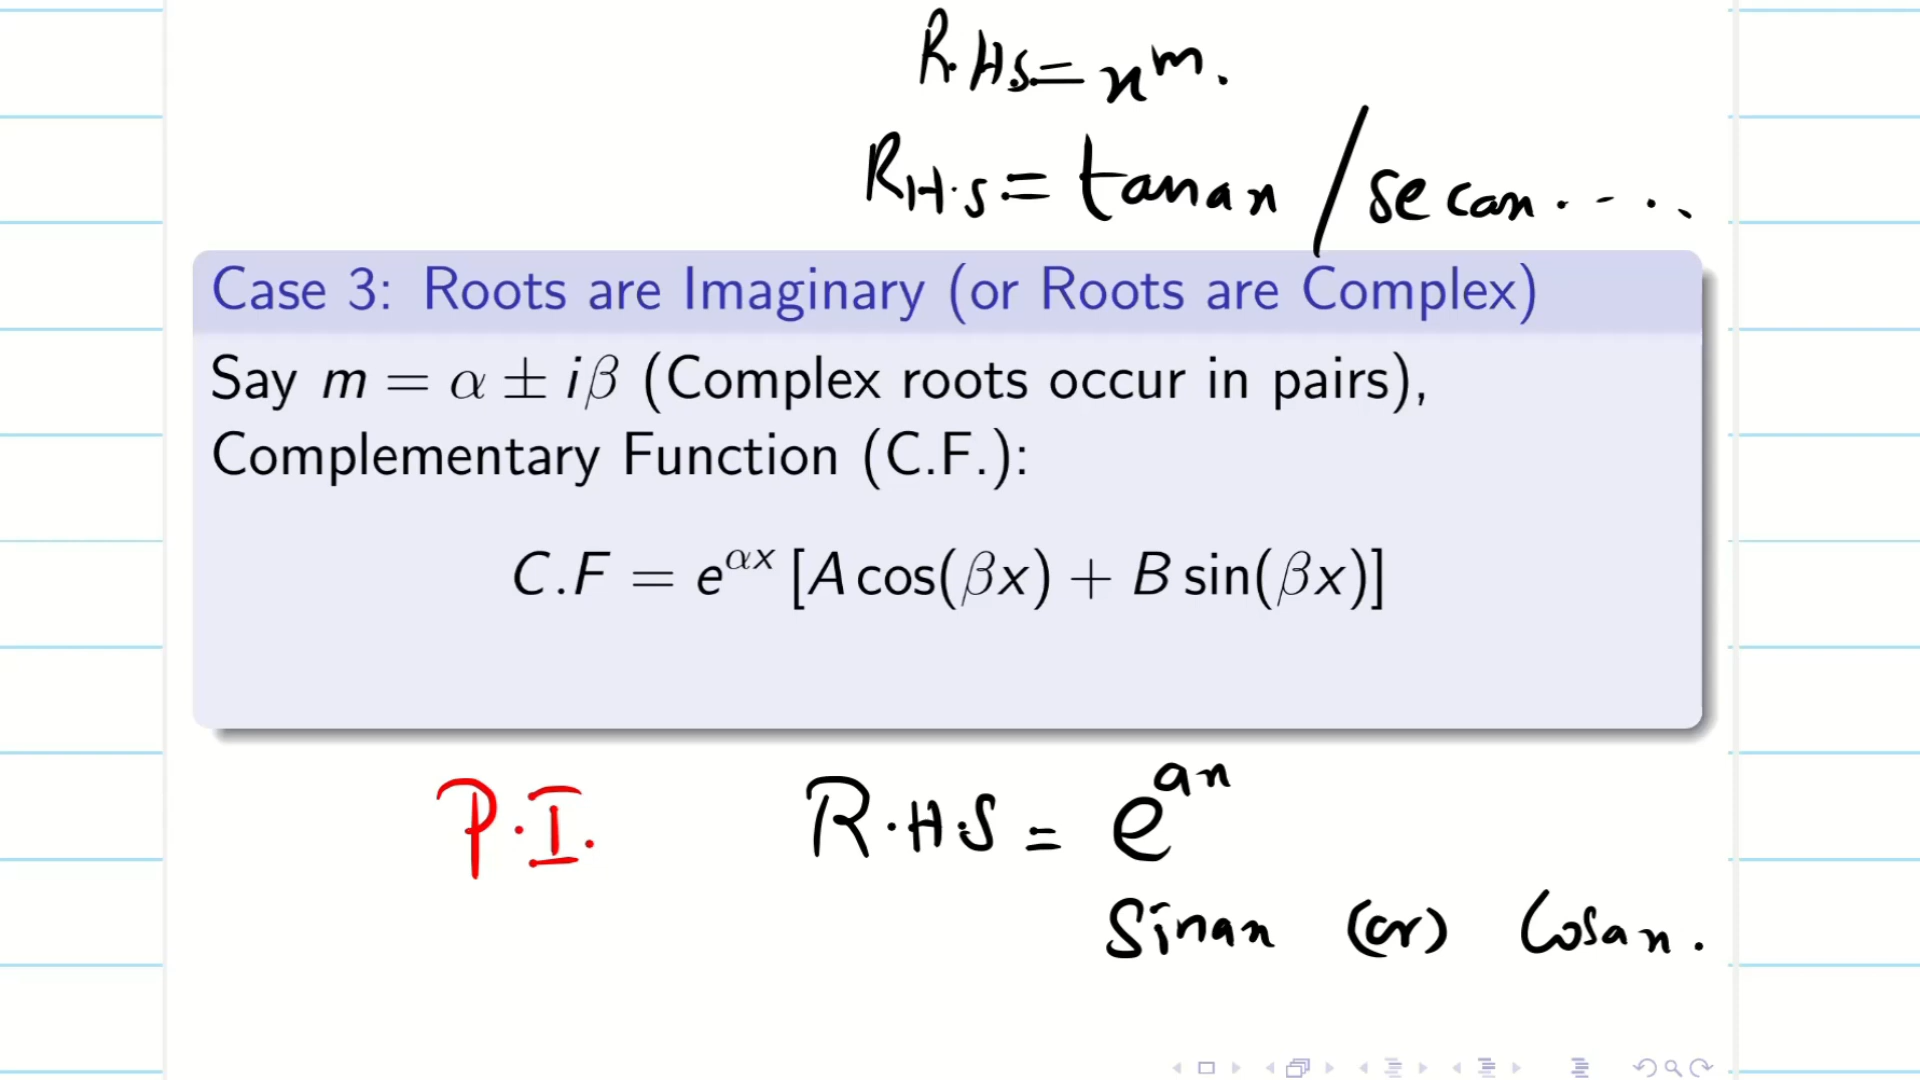 R.H.S = x^m.
R.H.S = tan ax / sec ax .....
Case 3: Roots are Imaginary (or Roots are Complex)
Say m = α ± iβ (Complex roots occur in pairs),
Complementary Function (C.F.):
C.F = e^{αx} [A cos(βx) + B sin(βx)]
P.I. R.H.S = e^{ax}
Sin ax (or) Cos ax.